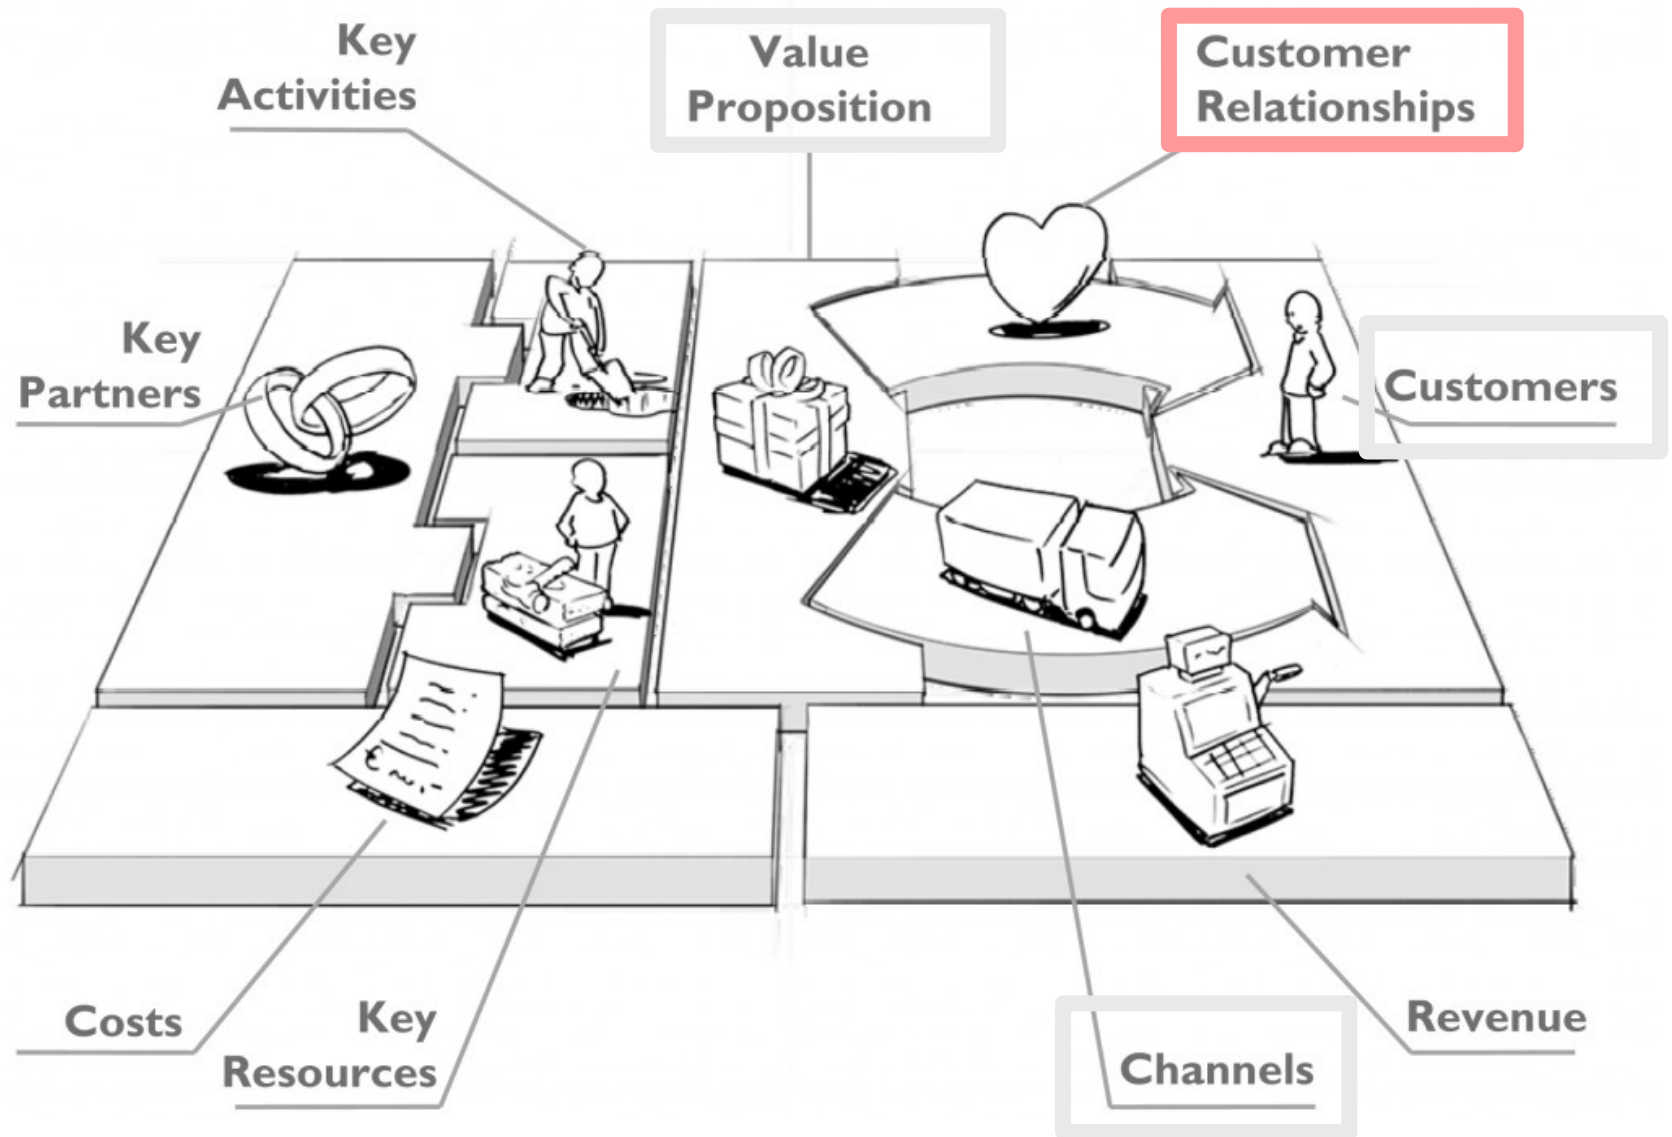 Key
Activities
Value
Proposition
Customer
Relationships
Key
Partners
Customers
Costs
Key
Resources
Channels
Revenue